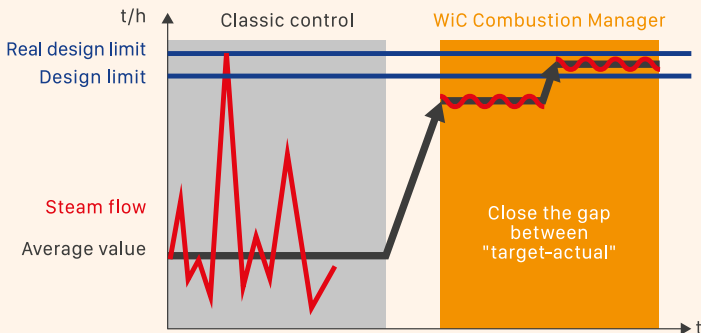 t/h
Classic control
WiC Combustion Manager
Real design limit
Design limit
Steam flow
Average value
Close the gap
between
"target-actual"
t